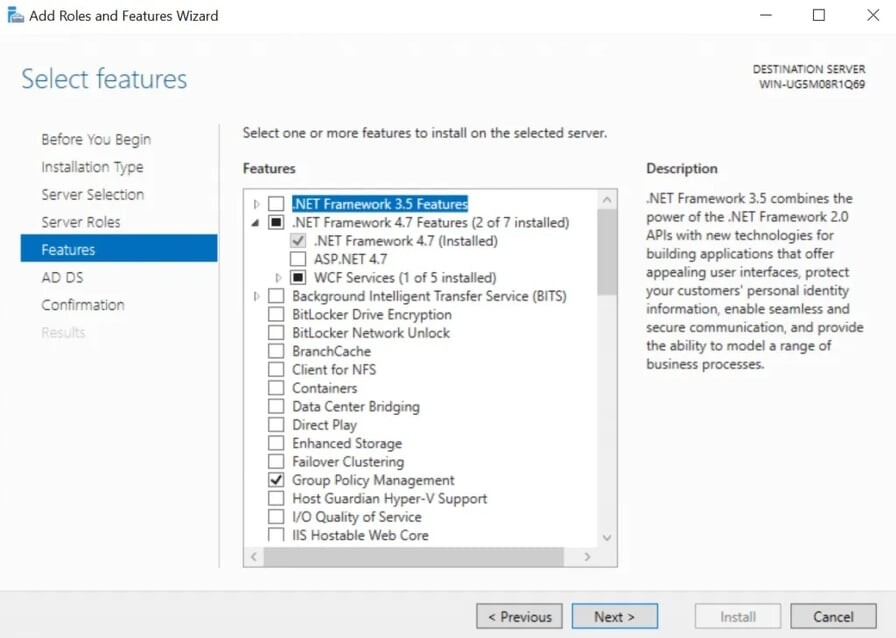 Add Roles and Features Wizard
Select features
DESTINATION SERVER
WIN-UG5M08R1Q69
Before You Begin
Installation Type
Server Selection
Server Roles
Features
AD DS
Confirmation
Results
Select one or more features to install on the selected server.
Features
.NET Framework 3.5 Features
.NET Framework 4.7 Features (2 of 7 installed)
.NET Framework 4.7 (Installed)
ASP.NET 4.7
WCF Services (1 of 5 installed)
Background Intelligent Transfer Service (BITS)
BitLocker Drive Encryption
BitLocker Network Unlock
BranchCache
Client for NFS
Containers
Data Center Bridging
Direct Play
Enhanced Storage
Failover Clustering
Group Policy Management
Host Guardian Hyper-V Support
I/O Quality of Service
IIS Hostable Web Core
Description
.NET Framework 3.5 combines the
power of the .NET Framework 2.0
APIs with new technologies for
building applications that offer
appealing user interfaces, protect
your customers' personal identity
information, enable seamless and
secure communication, and provide
the ability to model a range of
business processes.
< Previous
Next >
Install
Cancel